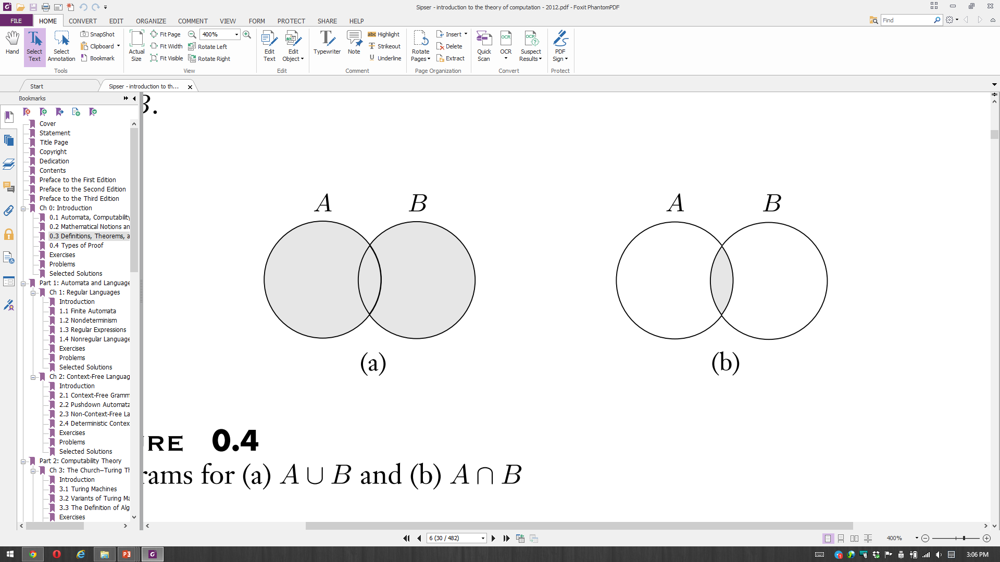 Sipser - introduction to the theory of computation - 2012.pdf - Foxit PhantomPDF
FILE HOME CONVERT EDIT ORGANIZE COMMENT VIEW FORM PROTECT SHARE HELP
Find
Hand
Select Text
Select Annotation
SnapShot
Clipboard
Bookmark
Tools
Actual Size
Fit Page
Fit Width
Fit Visible
400%
Rotate Left
Rotate Right
View
Edit Text
Edit Object
Edit
Typewriter
Note
abc Highlight
Strikeout
U Underline
Comment
Rotate Pages
Insert
Delete
Extract
Page Organization
Quick Scan
OCR OCR
OCR Suspect Results
Convert
PDF Sign
Protect
Start
Sipser - introduction to th...
Bookmarks
Cover
Statement
Title Page
Copyright
Dedication
Contents
Preface to the First Edition
Preface to the Second Edition
Preface to the Third Edition
Ch 0: Introduction
0.1 Automata, Computability
0.2 Mathematical Notions an
0.3 Definitions, Theorems, a
0.4 Types of Proof
Exercises
Problems
Selected Solutions
Part 1: Automata and Language
Ch 1: Regular Languages
Introduction
1.1 Finite Automata
1.2 Nondeterminism
1.3 Regular Expressions
1.4 Nonregular Language
Exercises
Problems
Selected Solutions
Ch 2: Context-Free Languag
Introduction
2.1 Context-Free Gramm
2.2 Pushdown Automata
2.3 Non-Context-Free La
2.4 Deterministic Contex
Exercises
Problems
Selected Solutions
Part 2: Computability Theory
Ch 3: The Church–Turing Th
Introduction
3.1 Turing Machines
3.2 Variants of Turing Ma
3.3 The Definition of Alg
Exercises
B.
A B
A B
(a)
(b)
URE 0.4
rams for (a) A ∪ B and (b) A ∩ B
6 (30 / 482)
400%
3:06 PM